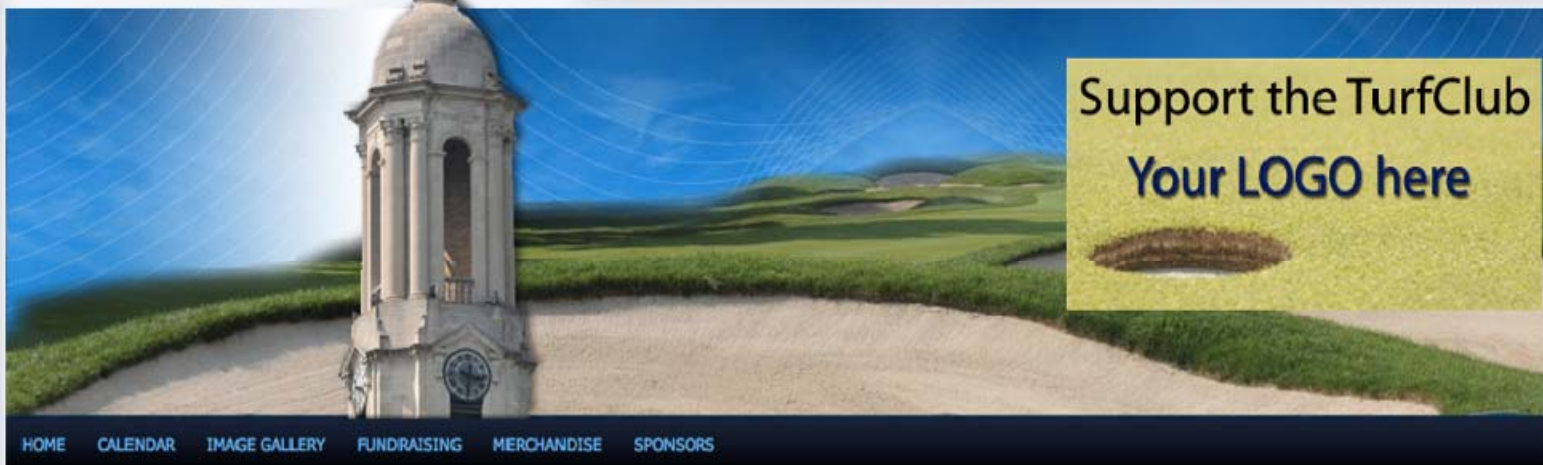 Support the TurfClub
Your LOGO here
HOME CALENDAR IMAGE GALLERY FUNDRAISING MERCHANDISE SPONSORS